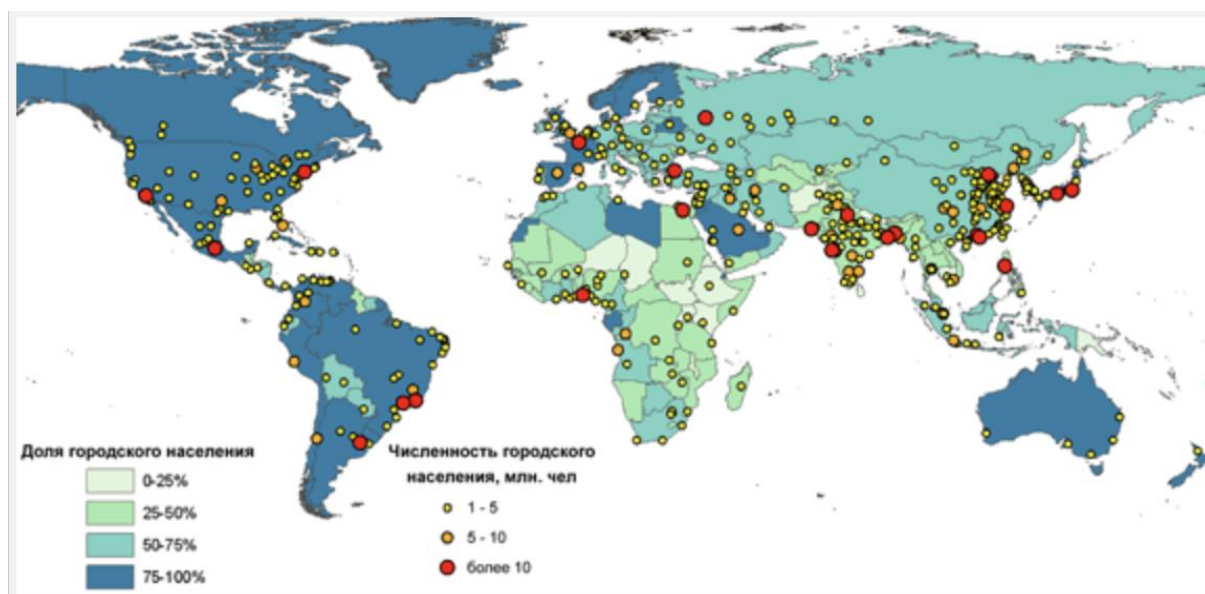 Доля городского населения
0-25%
25-50%
50-75%
75-100%
Численность городского
населения, млн. чел
1 - 5
5 - 10
более 10